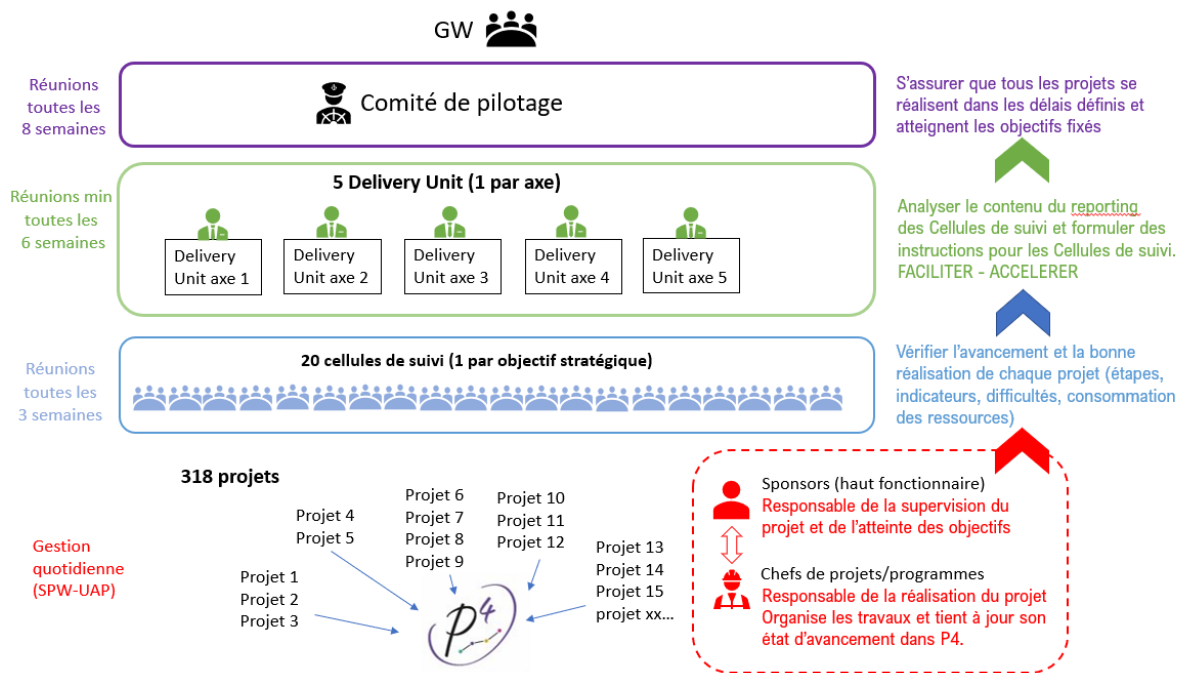 GW
Réunions
toutes les
8 semaines
Comité de pilotage
S'assurer que tous les projets se
réalisent dans les délais définis et
atteignent les objectifs fixés
Réunions min
toutes les
6 semaines
5 Delivery Unit (1 par axe)
Delivery
Unit axe 1
Delivery
Unit axe 2
Delivery
Unit axe 3
Delivery
Unit axe 4
Delivery
Unit axe 5
Analyser le contenu du reporting
des Cellules de suivi et formuler des
instructions pour les Cellules de suivi.
FACILITER - ACCELERER
Réunions
toutes les
3 semaines
20 cellules de suivi (1 par objectif stratégique)
Vérifier l'avancement et la bonne
réalisation de chaque projet (étapes,
indicateurs, difficultés, consommation
des ressources)
Gestion
quotidienne
(SPW-UAP)
318 projets
Projet 1
Projet 2
Projet 3
Projet 4
Projet 5
Projet 6
Projet 7
Projet 8
Projet 9
Projet 10
Projet 11
Projet 12
Projet 13
Projet 14
Projet 15
projet xx...
P4
Sponsors (haut fonctionnaire)
Responsable de la supervision du
projet et de l'atteinte des objectifs
Chefs de projets/programmes
Responsable de la réalisation du projet
Organise les travaux et tient à jour son
état d'avancement dans P4.